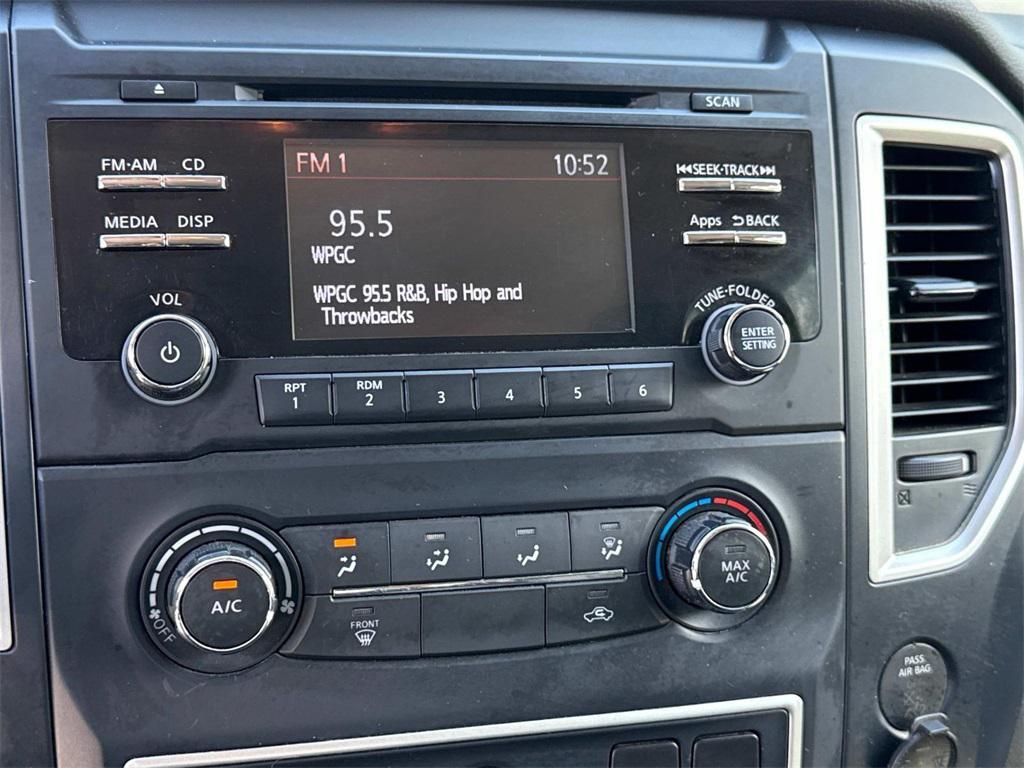 SCAN
FM·AM CD
MEDIA DISP
VOL
FM 1 10:52
95.5
WPGC
WPGC 95.5 R&B, Hip Hop and
Throwbacks
SEEK·TRACK
Apps BACK
TUNE·FOLDER
ENTER
SETTING
RPT
1
RDM
2
3
4
5
6
A/C
OFF
FRONT
MAX
A/C
PASS
AIR BAG